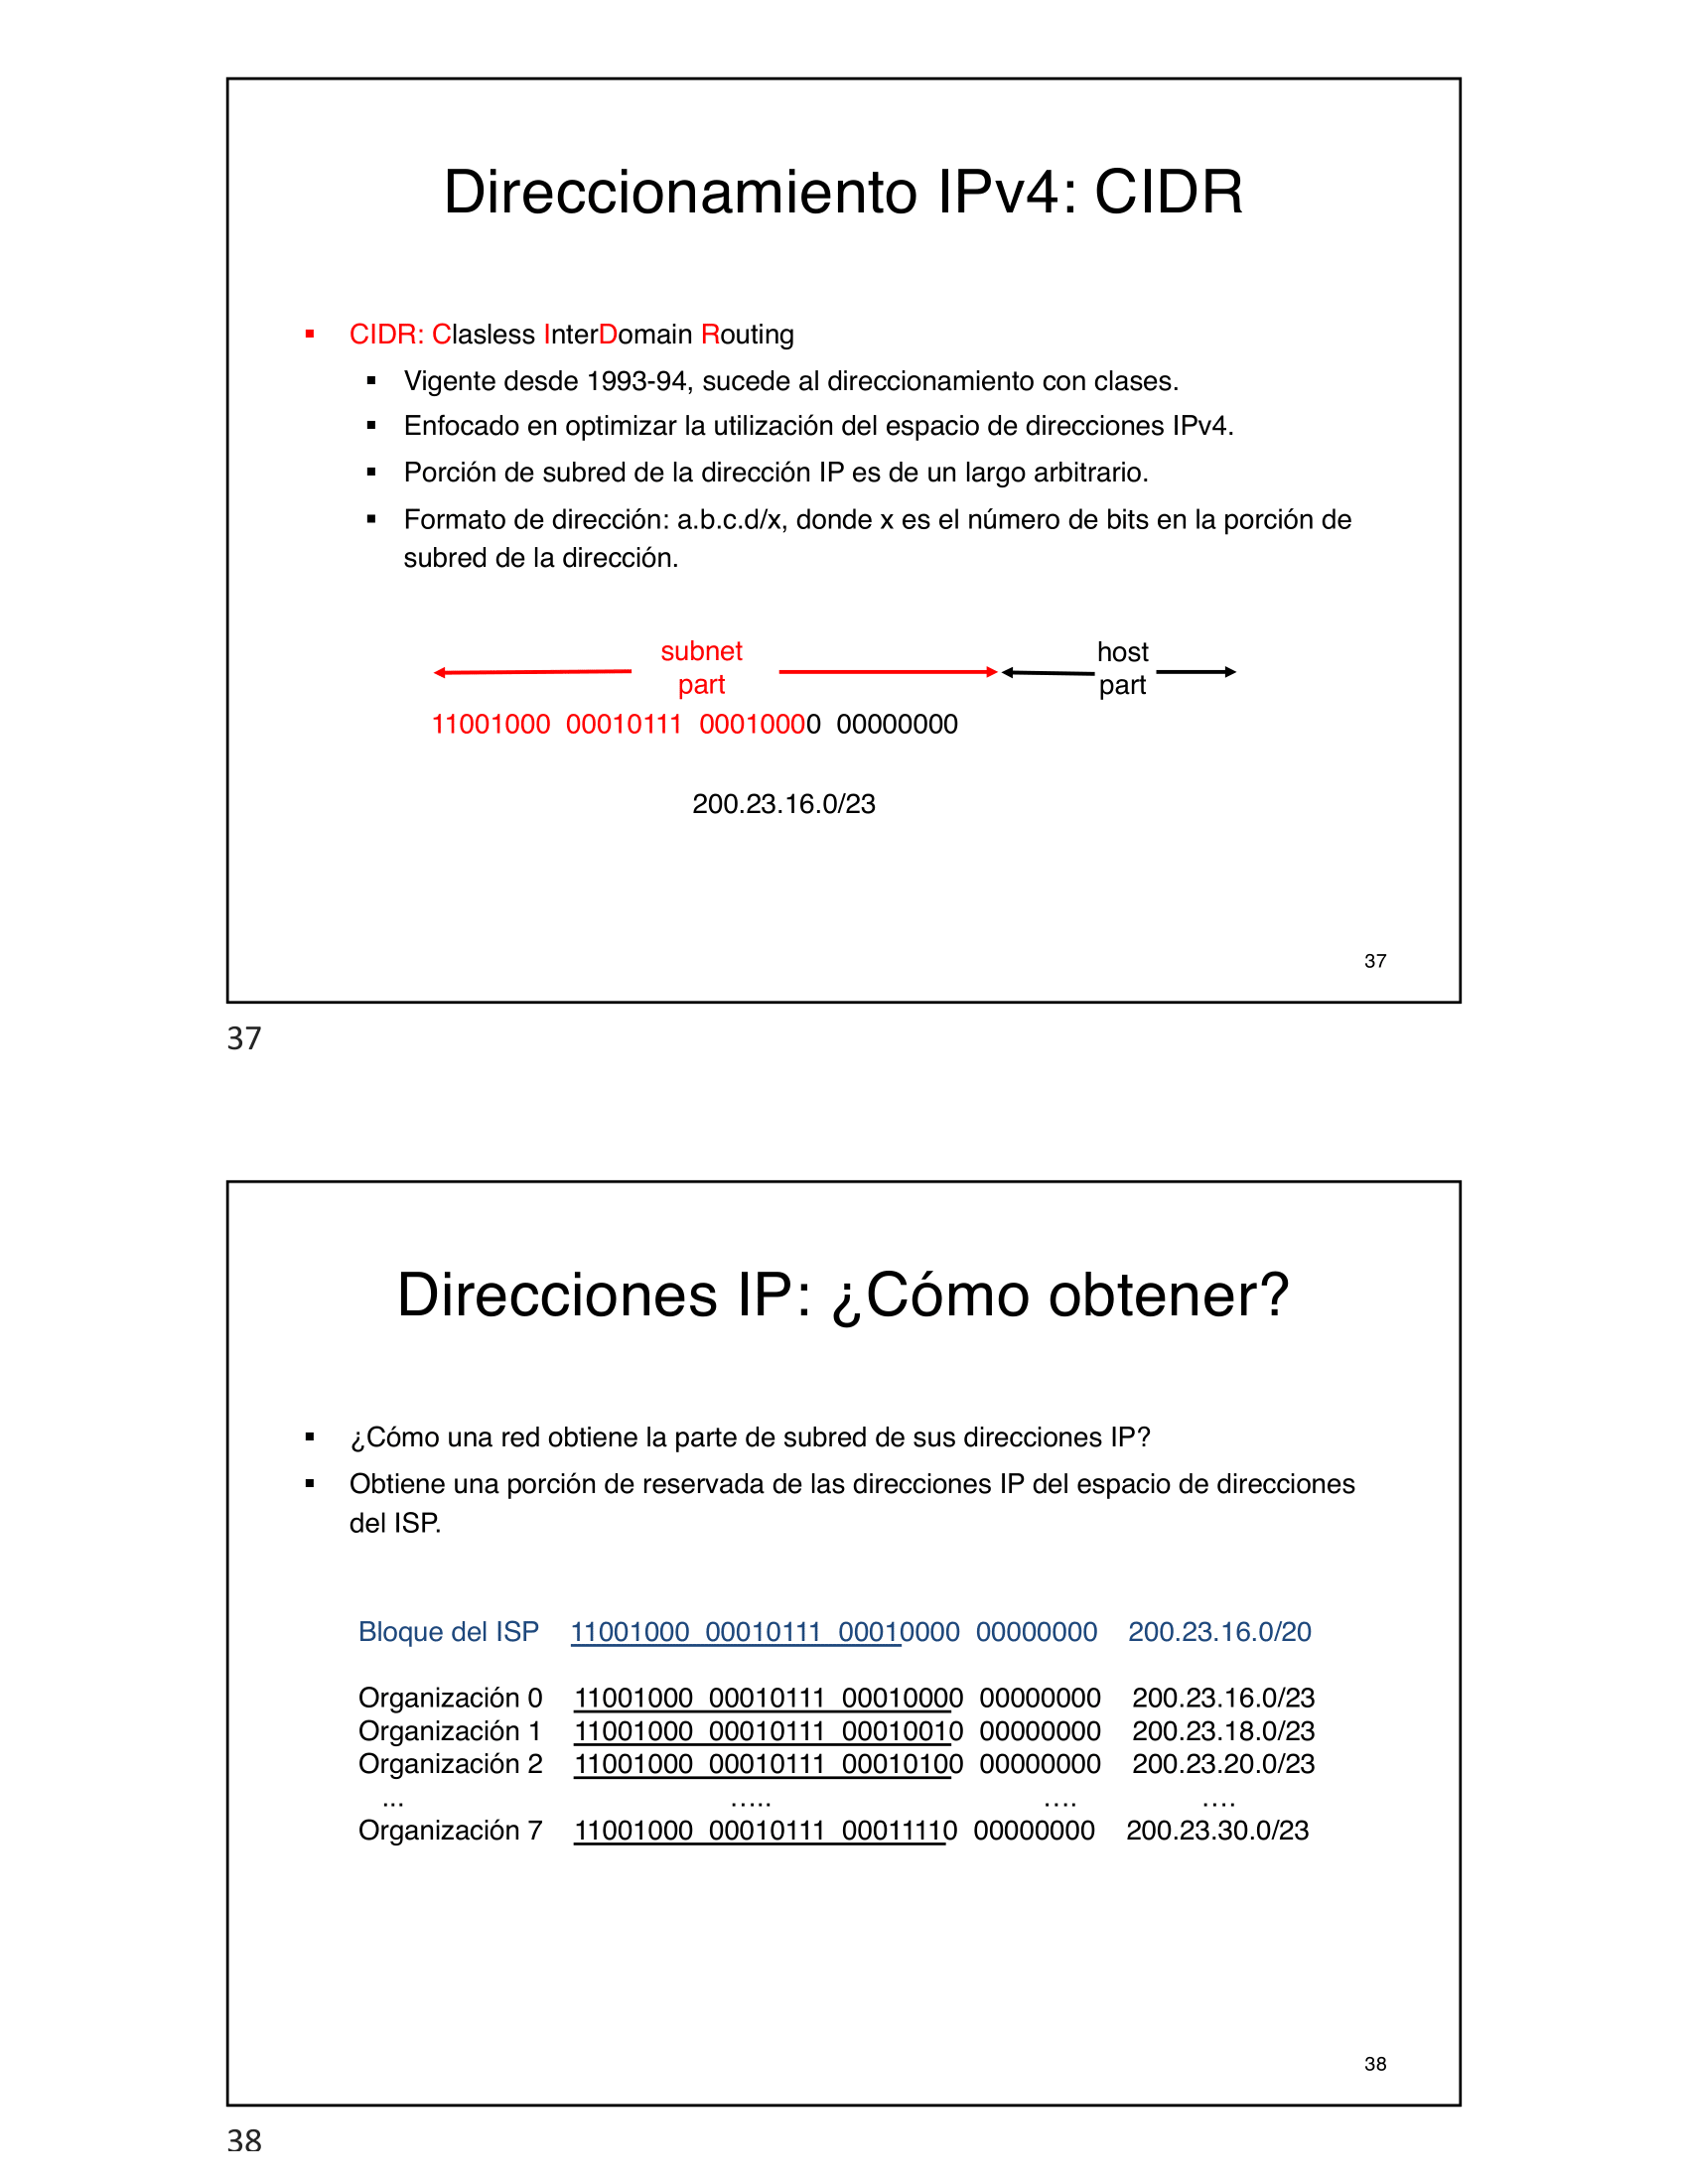 Direccionamiento IPv4: CIDR
▪ CIDR: Clasless InterDomain Routing
▪ Vigente desde 1993-94, sucede al direccionamiento con clases.
▪ Enfocado en optimizar la utilización del espacio de direcciones IPv4.
▪ Porción de subred de la dirección IP es de un largo arbitrario.
▪ Formato de dirección: a.b.c.d/x, donde x es el número de bits en la porción de
subred de la dirección.
subnet host
part part
11001000 00010111 00010000 00000000
200.23.16.0/23
37
37
Direcciones IP: ¿Cómo obtener?
▪ ¿Cómo una red obtiene la parte de subred de sus direcciones IP?
▪ Obtiene una porción de reservada de las direcciones IP del espacio de direcciones
del ISP.
Bloque del ISP 11001000 00010111 00010000 00000000 200.23.16.0/20
Organización 0 11001000 00010111 00010000 00000000 200.23.16.0/23
Organización 1 11001000 00010111 00010010 00000000 200.23.18.0/23
Organización 2 11001000 00010111 00010100 00000000 200.23.20.0/23
... ..... .... ....
Organización 7 11001000 00010111 00011110 00000000 200.23.30.0/23
38
38